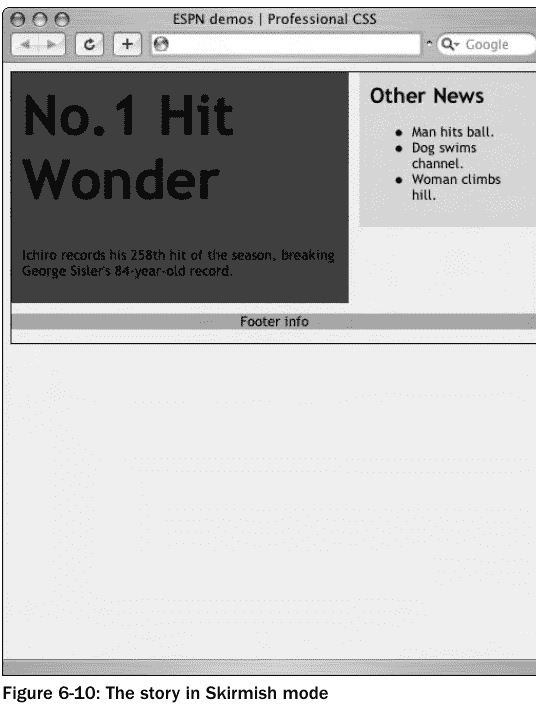 ESPN demos | Professional CSS
Google
No.1 Hit
Wonder
Ichiro records his 258th hit of the season, breaking
George Sisler's 84-year-old record.
Other News
Man hits ball.
Dog swims
channel.
Woman climbs
hill.
Footer info
Figure 6-10: The story in Skirmish mode